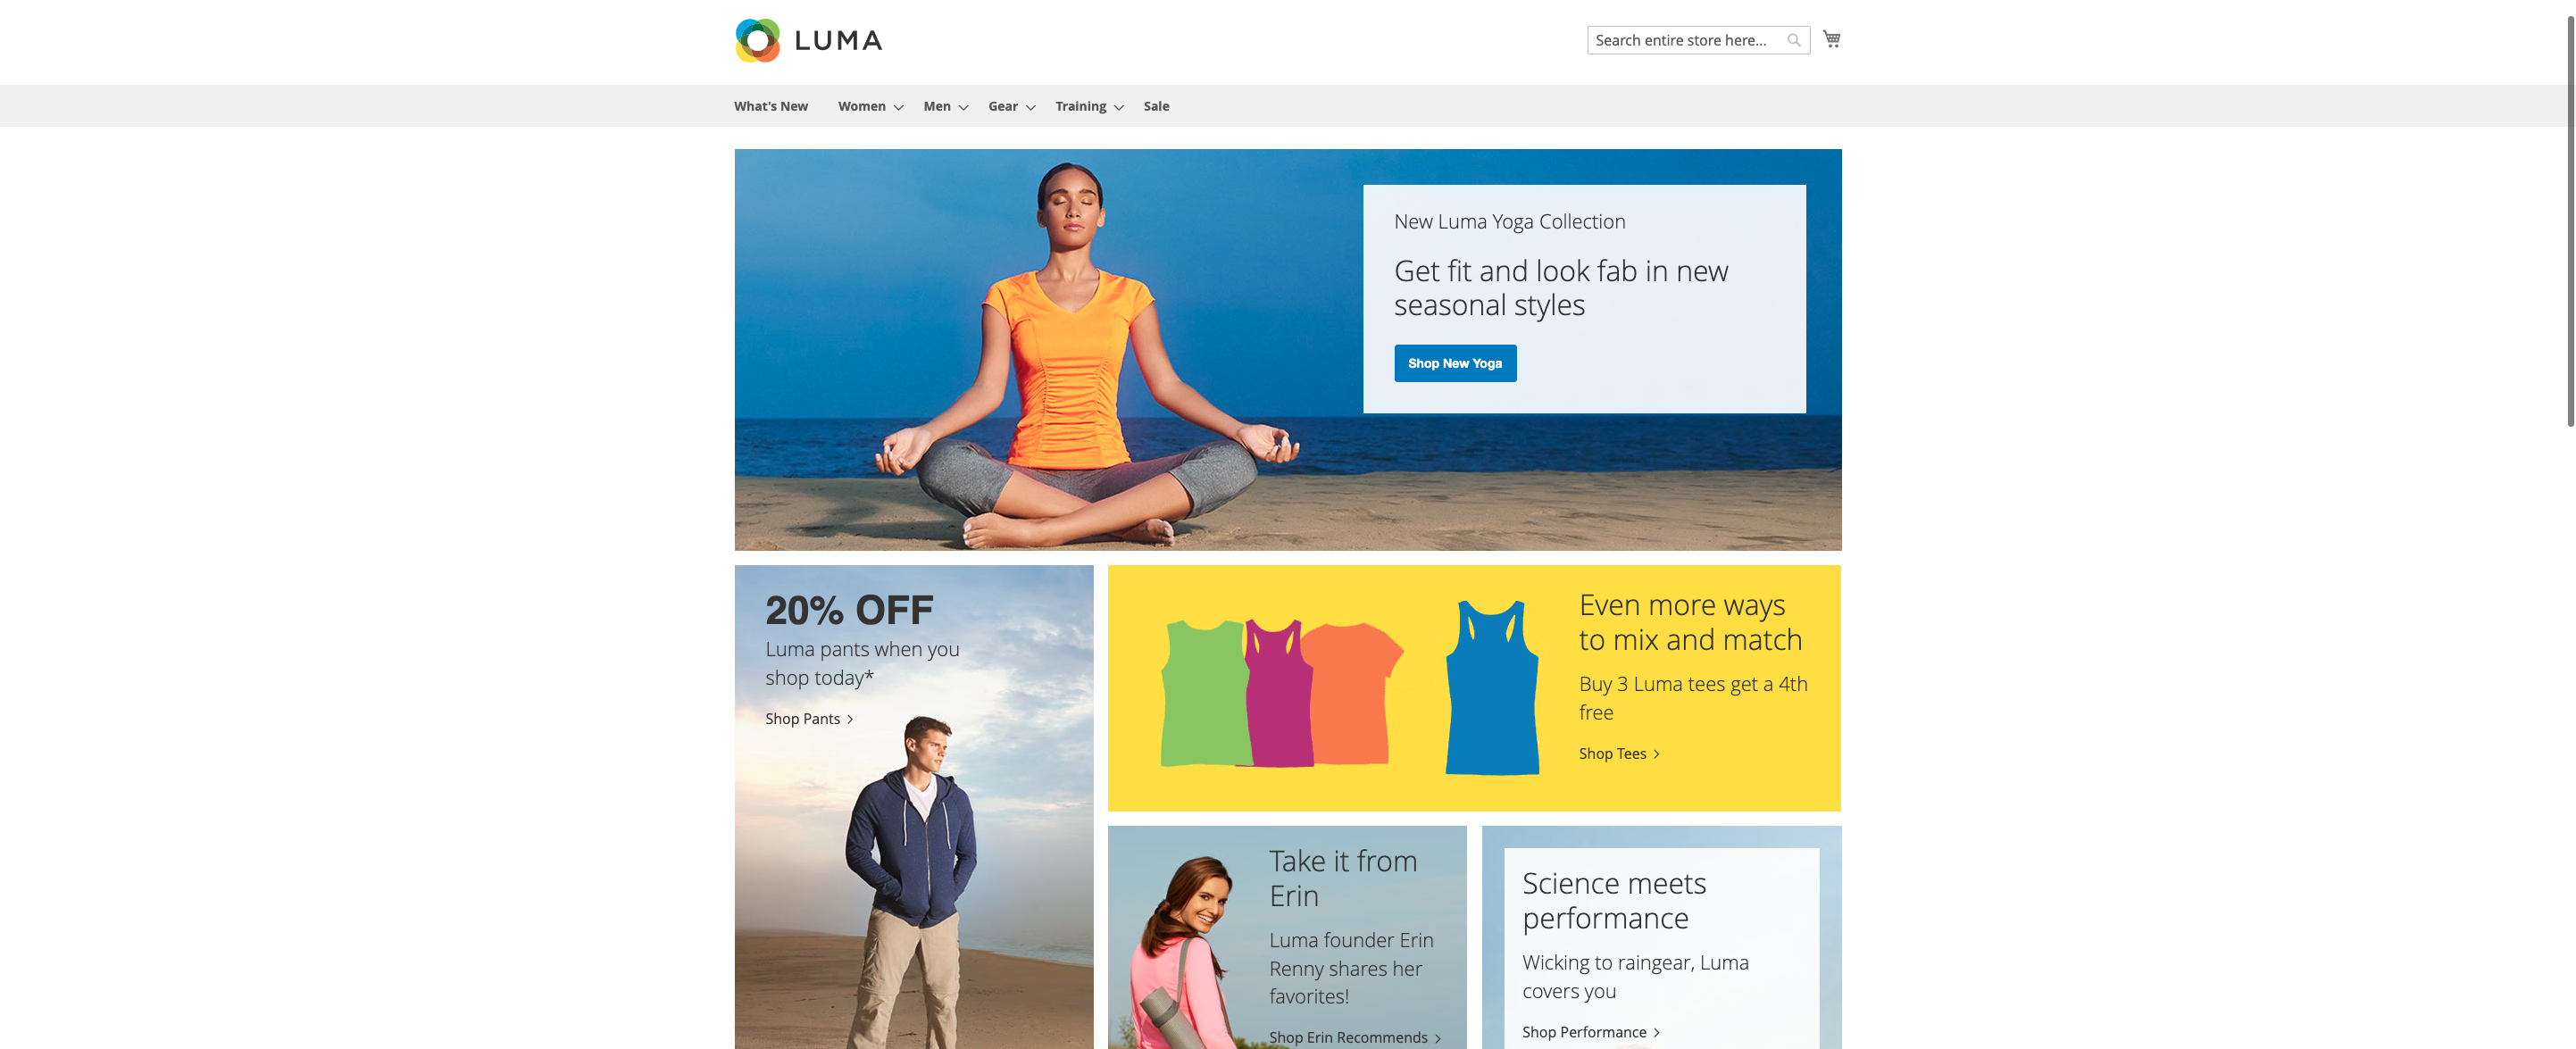 LUMA
Search entire store here...
What's New Women Men Gear Training Sale
New Luma Yoga Collection
Get fit and look fab in new
seasonal styles
Shop New Yoga
20% OFF
Luma pants when you
shop today*
Shop Pants
Even more ways
to mix and match
Buy 3 Luma tees get a 4th
free
Shop Tees
Take it from
Erin
Luma founder Erin
Renny shares her
favorites!
Shop Erin Recommends
Science meets
performance
Wicking to raingear, Luma
covers you
Shop Performance